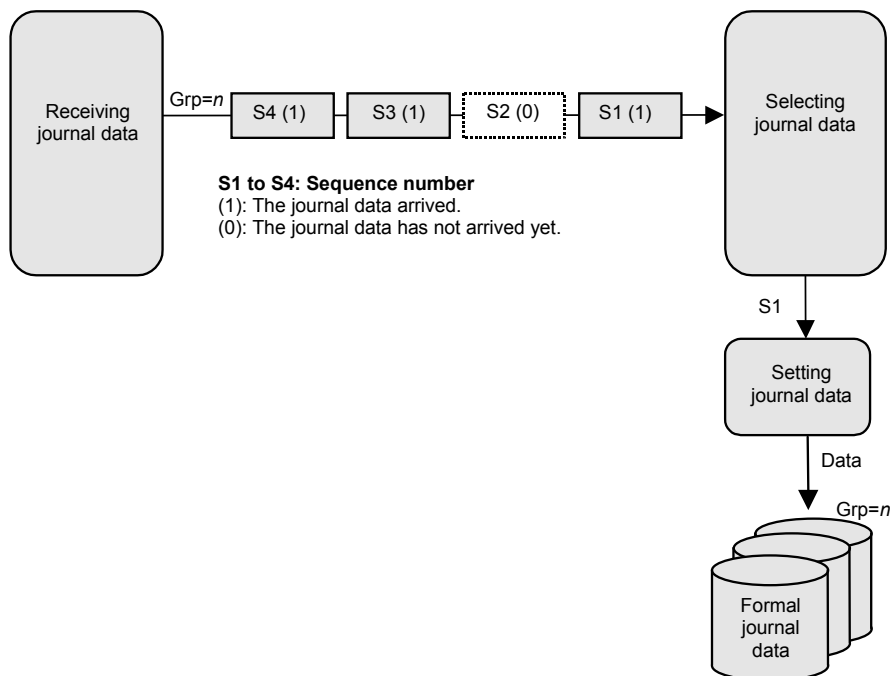 Receiving
journal data
Grp=n
S4 (1)
S3 (1)
S2 (0)
S1 (1)
Selecting
journal data
S1 to S4: Sequence number
(1): The journal data arrived.
(0): The journal data has not arrived yet.
S1
Setting
journal data
Data
Grp=n
Formal
journal
data